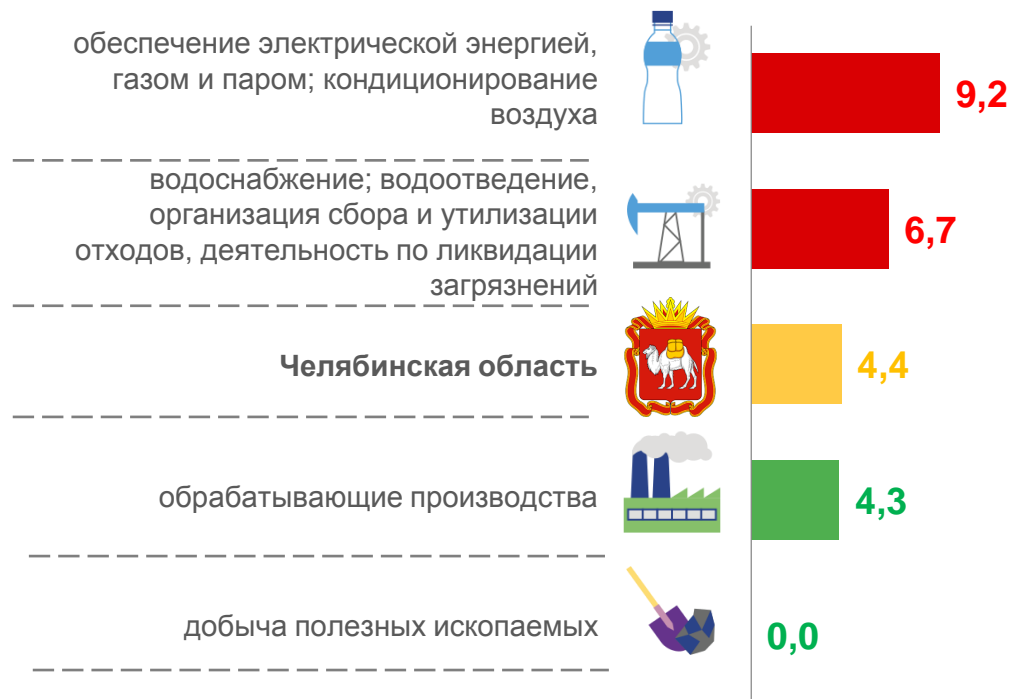 обеспечение электрической энергией,
газом и паром; кондиционирование
воздуха
9,2
водоснабжение; водоотведение,
организация сбора и утилизации
отходов, деятельность по ликвидации
загрязнений
6,7
Челябинская область
4,4
обрабатывающие производства
4,3
добыча полезных ископаемых
0,0